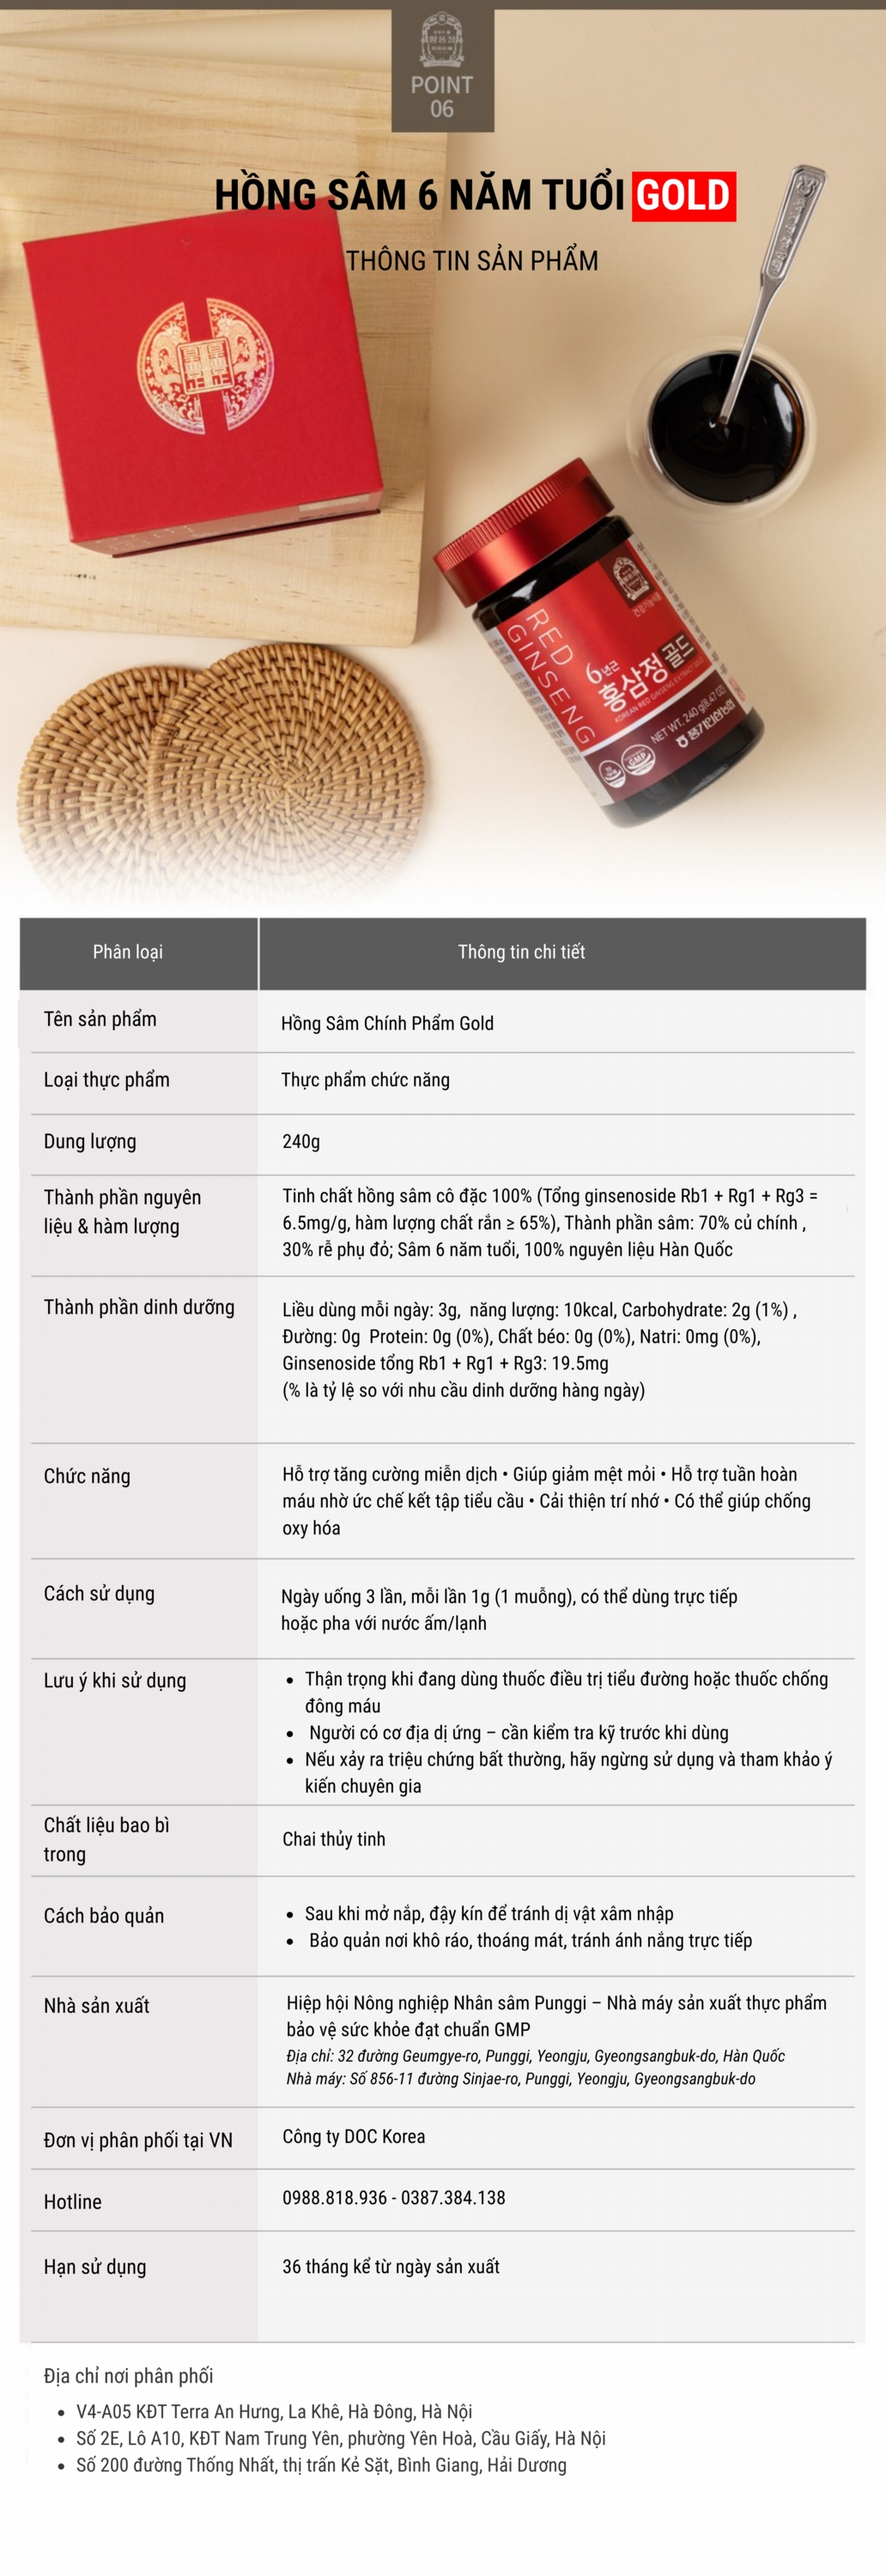 POINT
06
HỒNG SÂM 6 NĂM TUỔI GOLD
THÔNG TIN SẢN PHẨM
RED
GINSENG
건강기능식품
6년근
홍삼정골드
KOREAN RED GINSENG EXTRACT GOLD
NET WT. 240 g(8.47 OZ)
풍기인삼농협
GMP
Phân loại
Thông tin chi tiết
Tên sản phẩm
Hồng Sâm Chính Phẩm Gold
Loại thực phẩm
Thực phẩm chức năng
Dung lượng
240g
Thành phần nguyên
liệu & hàm lượng
Tinh chất hồng sâm cô đặc 100% (Tổng ginsenoside Rb1 + Rg1 + Rg3 =
6.5mg/g, hàm lượng chất rắn ≥ 65%), Thành phần sâm: 70% củ chính ,
30% rễ phụ đỏ; Sâm 6 năm tuổi, 100% nguyên liệu Hàn Quốc
Thành phần dinh dưỡng
Liều dùng mỗi ngày: 3g, năng lượng: 10kcal, Carbohydrate: 2g (1%) ,
Đường: 0g Protein: 0g (0%), Chất béo: 0g (0%), Natri: 0mg (0%),
Ginsenoside tổng Rb1 + Rg1 + Rg3: 19.5mg
(% là tỷ lệ so với nhu cầu dinh dưỡng hàng ngày)
Chức năng
Hỗ trợ tăng cường miễn dịch • Giúp giảm mệt mỏi • Hỗ trợ tuần hoàn
máu nhờ ức chế kết tập tiểu cầu • Cải thiện trí nhớ • Có thể giúp chống
oxy hóa
Cách sử dụng
Ngày uống 3 lần, mỗi lần 1g (1 muỗng), có thể dùng trực tiếp
hoặc pha với nước ấm/lạnh
Lưu ý khi sử dụng
• Thận trọng khi đang dùng thuốc điều trị tiểu đường hoặc thuốc chống
đông máu
• Người có cơ địa dị ứng – cần kiểm tra kỹ trước khi dùng
• Nếu xảy ra triệu chứng bất thường, hãy ngừng sử dụng và tham khảo ý
kiến chuyên gia
Chất liệu bao bì
trong
Chai thủy tinh
Cách bảo quản
• Sau khi mở nắp, đậy kín để tránh dị vật xâm nhập
• Bảo quản nơi khô ráo, thoáng mát, tránh ánh nắng trực tiếp
Nhà sản xuất
Hiệp hội Nông nghiệp Nhân sâm Punggi – Nhà máy sản xuất thực phẩm
bảo vệ sức khỏe đạt chuẩn GMP
Địa chỉ: 32 đường Geumgye-ro, Punggi, Yeongju, Gyeongsangbuk-do, Hàn Quốc
Nhà máy: Số 856-11 đường Sinjae-ro, Punggi, Yeongju, Gyeongsangbuk-do
Đơn vị phân phối tại VN
Công ty DOC Korea
Hotline
0988.818.936 - 0387.384.138
Hạn sử dụng
36 tháng kể từ ngày sản xuất
Địa chỉ nơi phân phối
• V4-A05 KĐT Terra An Hưng, La Khê, Hà Đông, Hà Nội
• Số 2E, Lô A10, KĐT Nam Trung Yên, phường Yên Hoà, Cầu Giấy, Hà Nội
• Số 200 đường Thống Nhất, thị trấn Kẻ Sặt, Bình Giang, Hải Dương